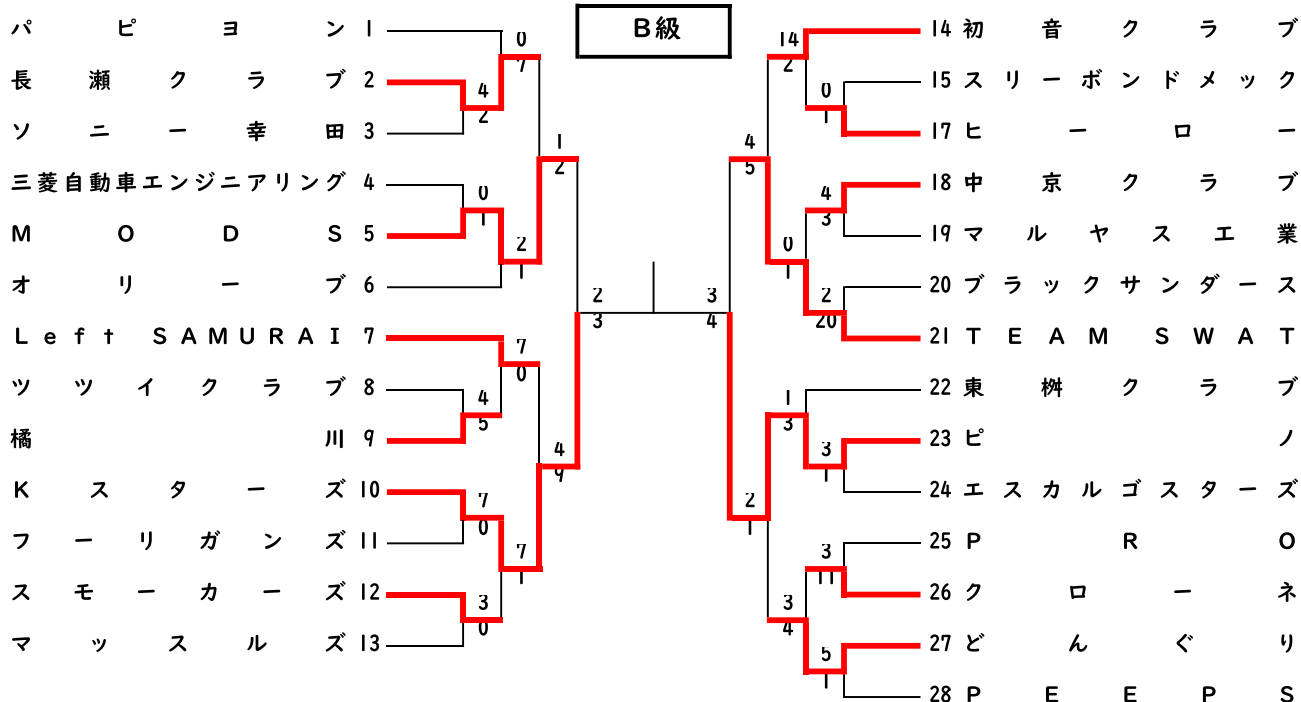 B級
パピヨン 1
長瀬クラブ 2
ソニー幸田 3
三菱自動車エンジニアリング 4
MODS 5
オリーブ 6
Left SAMURAI 7
ツツイクラブ 8
橘川 9
Kスターズ 10
フーリガンズ 11
スモーカーズ 12
マッスルズ 13
0
7
4
2
1
2
0
1
2
1
2
3
7
0
4
5
4
9
7
0
7
1
3
0
14
2
0
1
4
5
4
3
0
1
2
20
3
4
1
3
3
1
2
1
3
11
3
4
5
1
14 初音クラブ
15 スリーボンドメック
17 ヒーロー
18 中京クラブ
19 マルヤス工業
20 ブラックサンダース
21 TEAM SWAT
22 東桝クラブ
23 ピノ
24 エスカルゴスターズ
25 PRO
26 クローネ
27 どんぐり
28 PEEPS